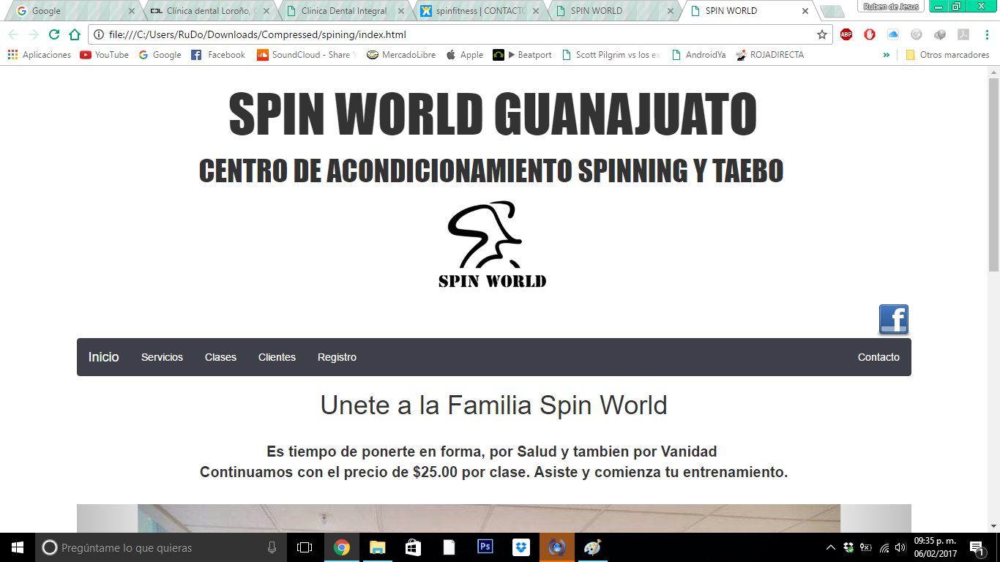 Google
Clínica dental Loroño, C
Clinica Dental Integral
spinfitness | CONTACTO
SPIN WORLD
SPIN WORLD
Ruben de Jesus
file:///C:/Users/RuDo/Downloads/Compressed/spining/index.html
ABP
Aplicaciones
YouTube
Google
Facebook
SoundCloud - Share Y
MercadoLibre
Apple
Beatport
Scott Pilgrim vs los ex
AndroidYa
ROJADIRECTA
»
Otros marcadores
SPIN WORLD GUANAJUATO
CENTRO DE ACONDICIONAMIENTO SPINNING Y TAEBO
SPIN WORLD
f
Inicio
Servicios
Clases
Clientes
Registro
Contacto
Unete a la Familia Spin World
Es tiempo de ponerte en forma, por Salud y tambien por Vanidad
Continuamos con el precio de $25.00 por clase. Asiste y comienza tu entrenamiento.
Pregúntame lo que quieras
Ps
09:35 p. m.
06/02/2017
1